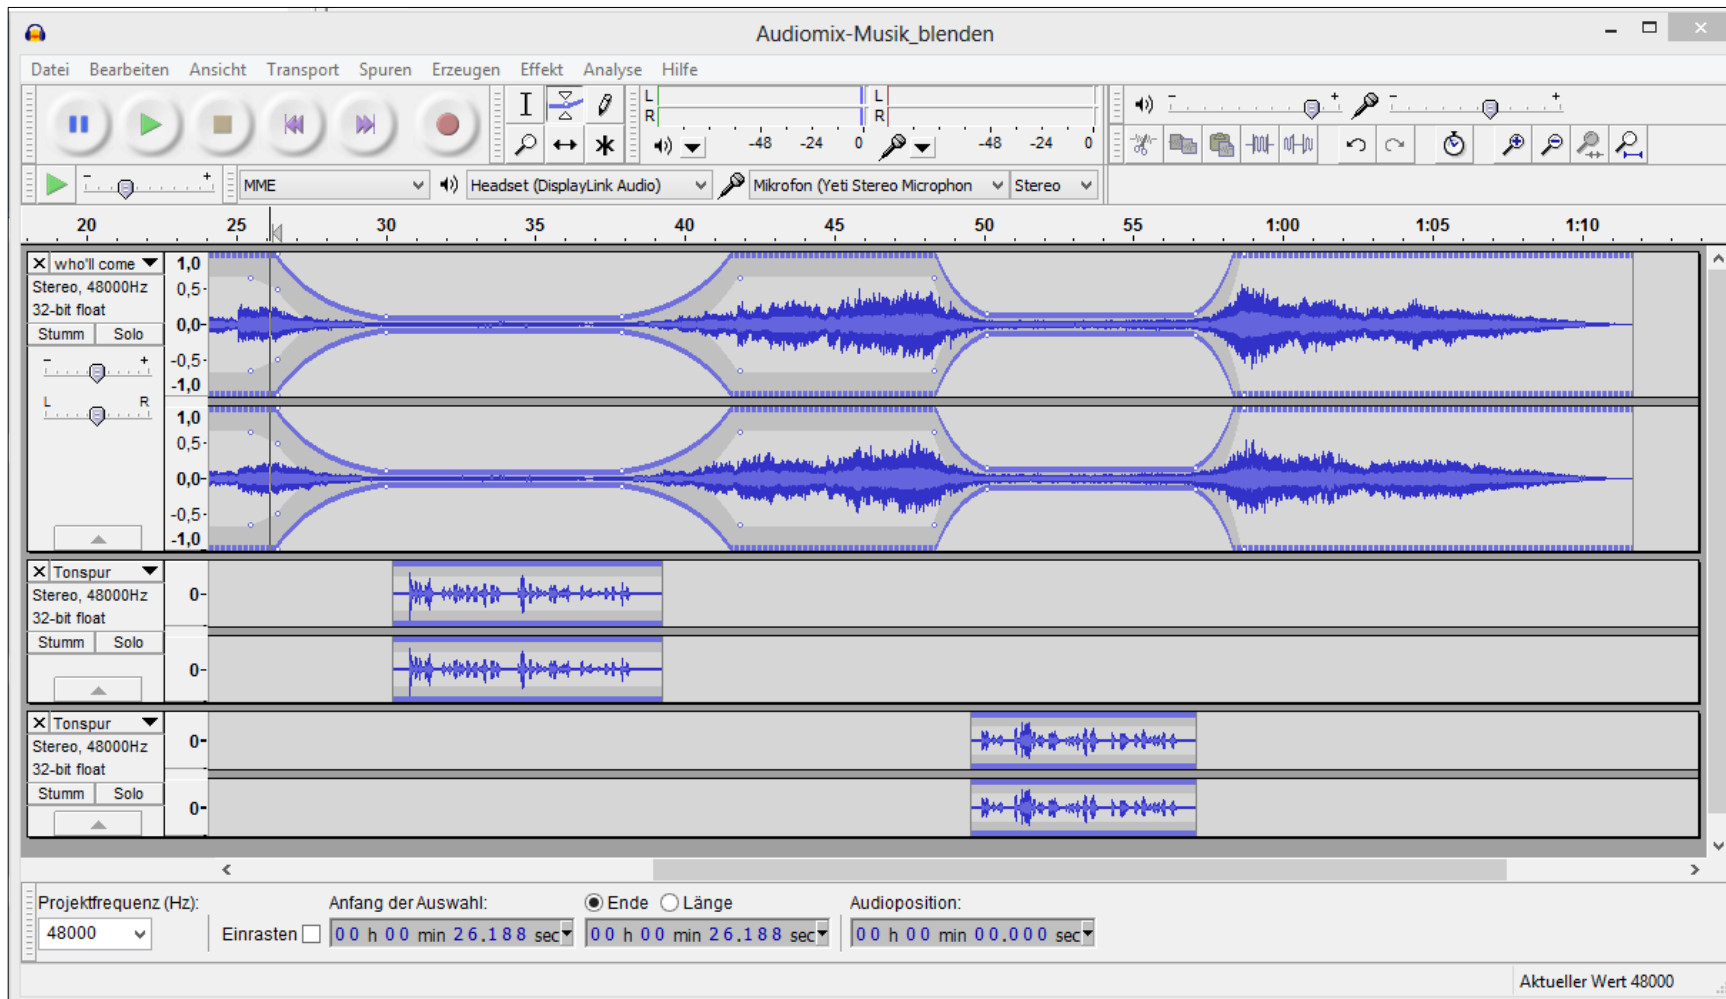 Audiomix-Musik_blenden
Datei Bearbeiten Ansicht Transport Spuren Erzeugen Effekt Analyse Hilfe
L
R
-48 -24 0
L
R
-48 -24 0
- +
- +
- +
MME
Headset (DisplayLink Audio)
Mikrofon (Yeti Stereo Microphon
Stereo
20 25 30 35 40 45 50 55 1:00 1:05 1:10
who'll come
Stereo, 48000Hz
32-bit float
Stumm Solo
- +
L R
1,0
0,5-
0,0-
-0,5-
-1,0
1,0
0,5-
0,0-
-0,5-
-1,0
Tonspur
Stereo, 48000Hz
32-bit float
Stumm Solo
0-
0-
Tonspur
Stereo, 48000Hz
32-bit float
Stumm Solo
0-
0-
Projektfrequenz (Hz): Anfang der Auswahl: Ende Länge Audioposition:
48000 Einrasten 00 h 00 min 26.188 sec 00 h 00 min 26.188 sec 00 h 00 min 00.000 sec
Aktueller Wert 48000